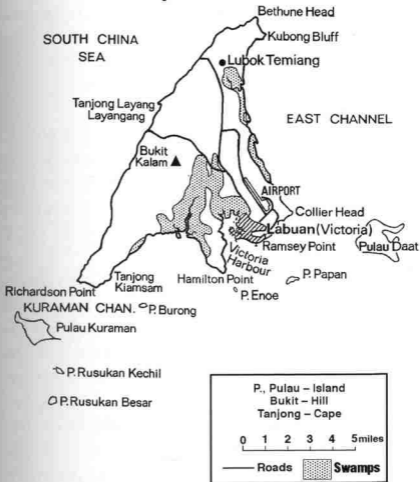 Bethune Head
SOUTH CHINA
SEA
Kubong Bluff
Lubok Temiang
Tanjong Layang
Layangang
EAST CHANNEL
Bukit
Kalam
AIRPORT
Collier Head
Labuan (Victoria)
Ramsey Point
Pulau Daat
Victoria
Harbour
P. Papan
Tanjong
Kiamsam
Hamilton Point
P. Enoe
Richardson Point
KURAMAN CHAN.
P. Burong
Pulau Kuraman
P. Rusukan Kechil
P. Rusukan Besar
P., Pulau – Island
Bukit – Hill
Tanjong – Cape
0 1 2 3 4 5 miles
Roads Swamps